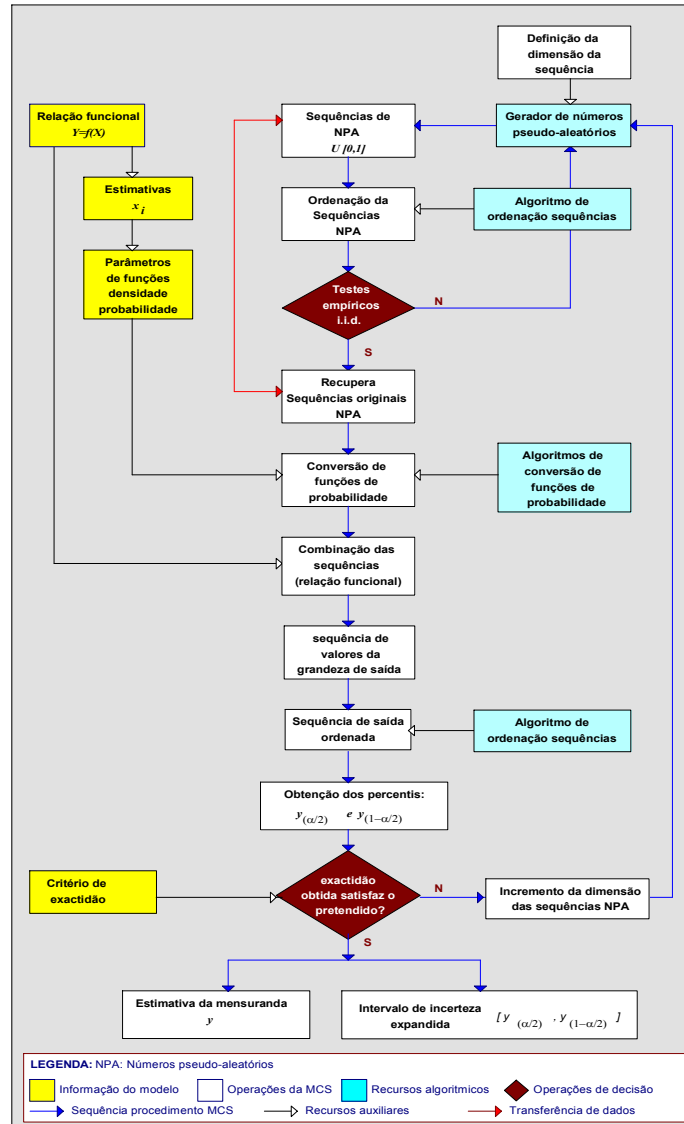 Definição da
dimensão da
sequência
Relação funcional
Y=f(X)
Sequências de
NPA
U [0,1]
Gerador de números
pseudo-aleatórios
Estimativas
x i
Ordenação da
Sequências
NPA
Algoritmo de
ordenação sequências
Parâmetros
de funções
densidade
probabilidade
Testes
empíricos
i.i.d.
N
S
Recupera
Sequências originais
NPA
Conversão de
funções de
probabilidade
Algoritmos de
conversão de
funções de
probabilidade
Combinação das
sequências
(relação funcional)
sequência de
valores da
grandeza de saída
Sequência de saída
ordenada
Algoritmo de
ordenação sequências
Obtenção dos percentis:
y(α/2) e y(1−α/2)
Critério de
exactidão
exactidão
obtida satisfaz o
pretendido?
N
Incremento da dimensão
das sequências NPA
S
Estimativa da mensuranda
y
Intervalo de incerteza
expandida [ y (α/2) , y (1−α/2) ]
LEGENDA: NPA: Números pseudo-aleatórios
Informação do modelo Operações da MCS Recursos algoritmicos Operações de decisão
Sequência procedimento MCS Recursos auxiliares Transferência de dados